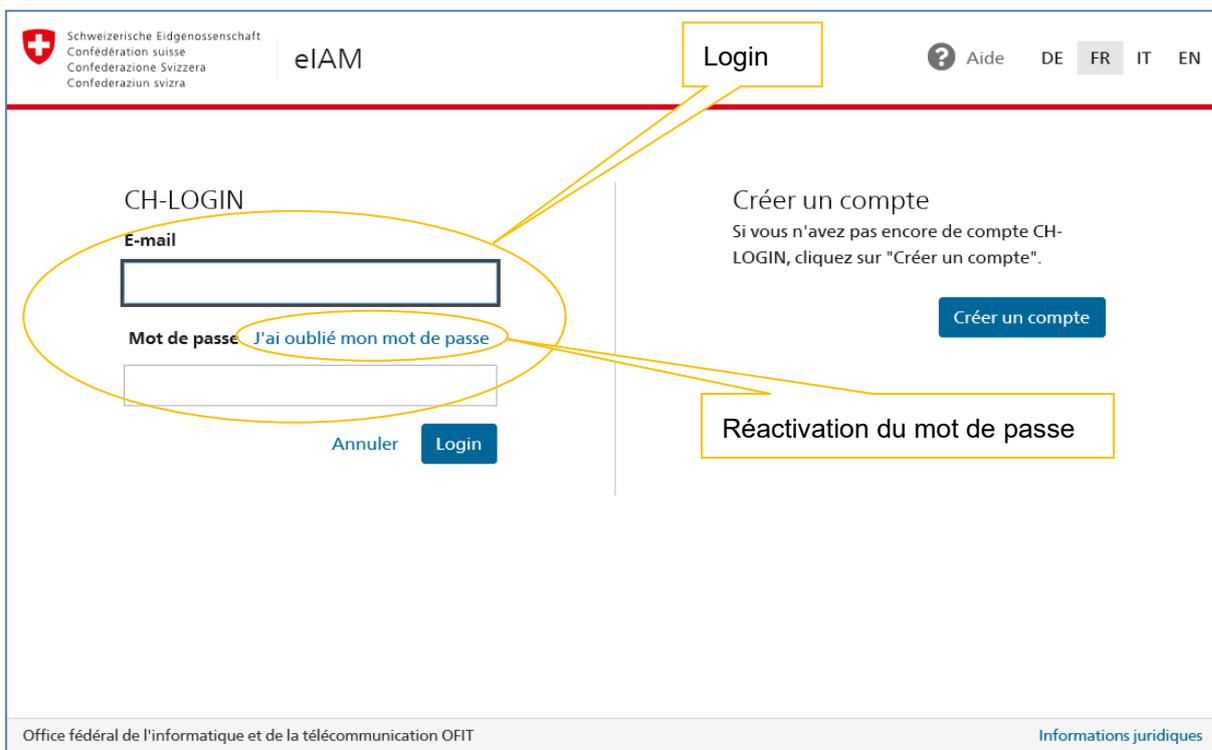 Schweizerische Eidgenossenschaft
Confédération suisse
Confederazione Svizzera
Confederaziun svizra
eIAM
Login
Aide
DE FR IT EN
CH-LOGIN
E-mail
Mot de passe J'ai oublié mon mot de passe
Annuler Login
Créer un compte
Si vous n'avez pas encore de compte CH-
LOGIN, cliquez sur "Créer un compte".
Créer un compte
Réactivation du mot de passe
Office fédéral de l'informatique et de la télécommunication OFIT
Informations juridiques